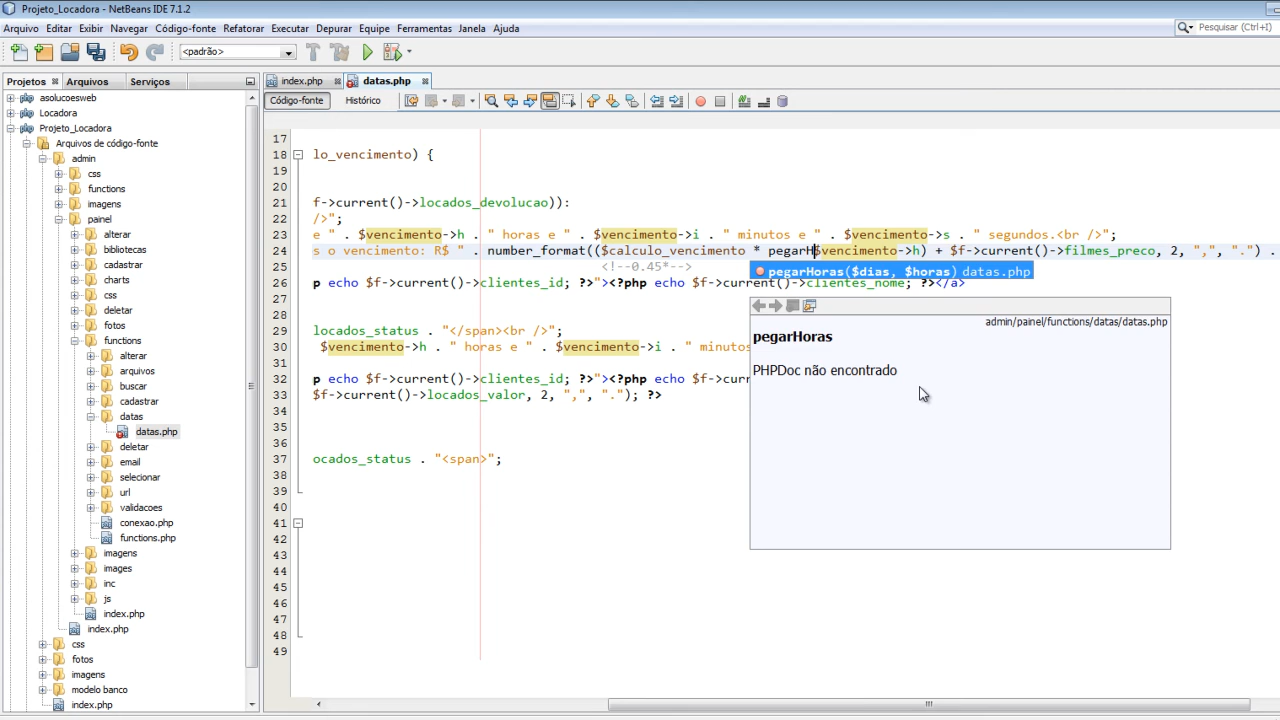 Projeto_Locadora - NetBeans IDE 7.1.2
Arquivo Editar Exibir Navegar Código-fonte Refatorar Executar Depurar Equipe Ferramentas Janela Ajuda
Pesquisar (Ctrl+I)
<padrão>
Projetos Arquivos Serviços
index.php datas.php
Código-fonte Histórico
asolucoesweb
Locadora
Projeto_Locadora
Arquivos de código-fonte
admin
css
functions
imagens
painel
alterar
bibliotecas
cadastrar
charts
css
deletar
fotos
functions
alterar
arquivos
buscar
cadastrar
datas
datas.php
deletar
email
selecionar
url
validacoes
conexao.php
functions.php
imagens
images
inc
js
index.php
index.php
css
fotos
imagens
modelo banco
index.php
17
18 lo_vencimento) {
19
20
21 f->current()->locados_devolucao)):
22 />";
23 e " . $vencimento->h . " horas e " . $vencimento->i . " minutos e " . $vencimento->s . " segundos.<br />";
24 s o vencimento: R$ " . number_format(($calculo_vencimento * pegarH$vencimento->h) + $f->current()->filmes_preco, 2, ",", ".") .
25 <!--0.45*-->
26 p echo $f->current()->clientes_id; ?>"><?php echo $f->current()->clientes_nome; ?></a>
pegarHoras($dias, $horas) datas.php
28
29
30 locados_status . "</span><br />";
30 $vencimento->h . " horas e " . $vencimento->i . " minutos
31
32 p echo $f->current()->clientes_id; ?>"><?php echo $f->current()->
33 $f->current()->locados_valor, 2, ",", "."); ?>
34
35
36
37 ocados_status . "<span>";
38
39
40
41
42
43
44
45
46
47
48
49
admin/painel/functions/datas/datas.php
pegarHoras
PHPDoc não encontrado